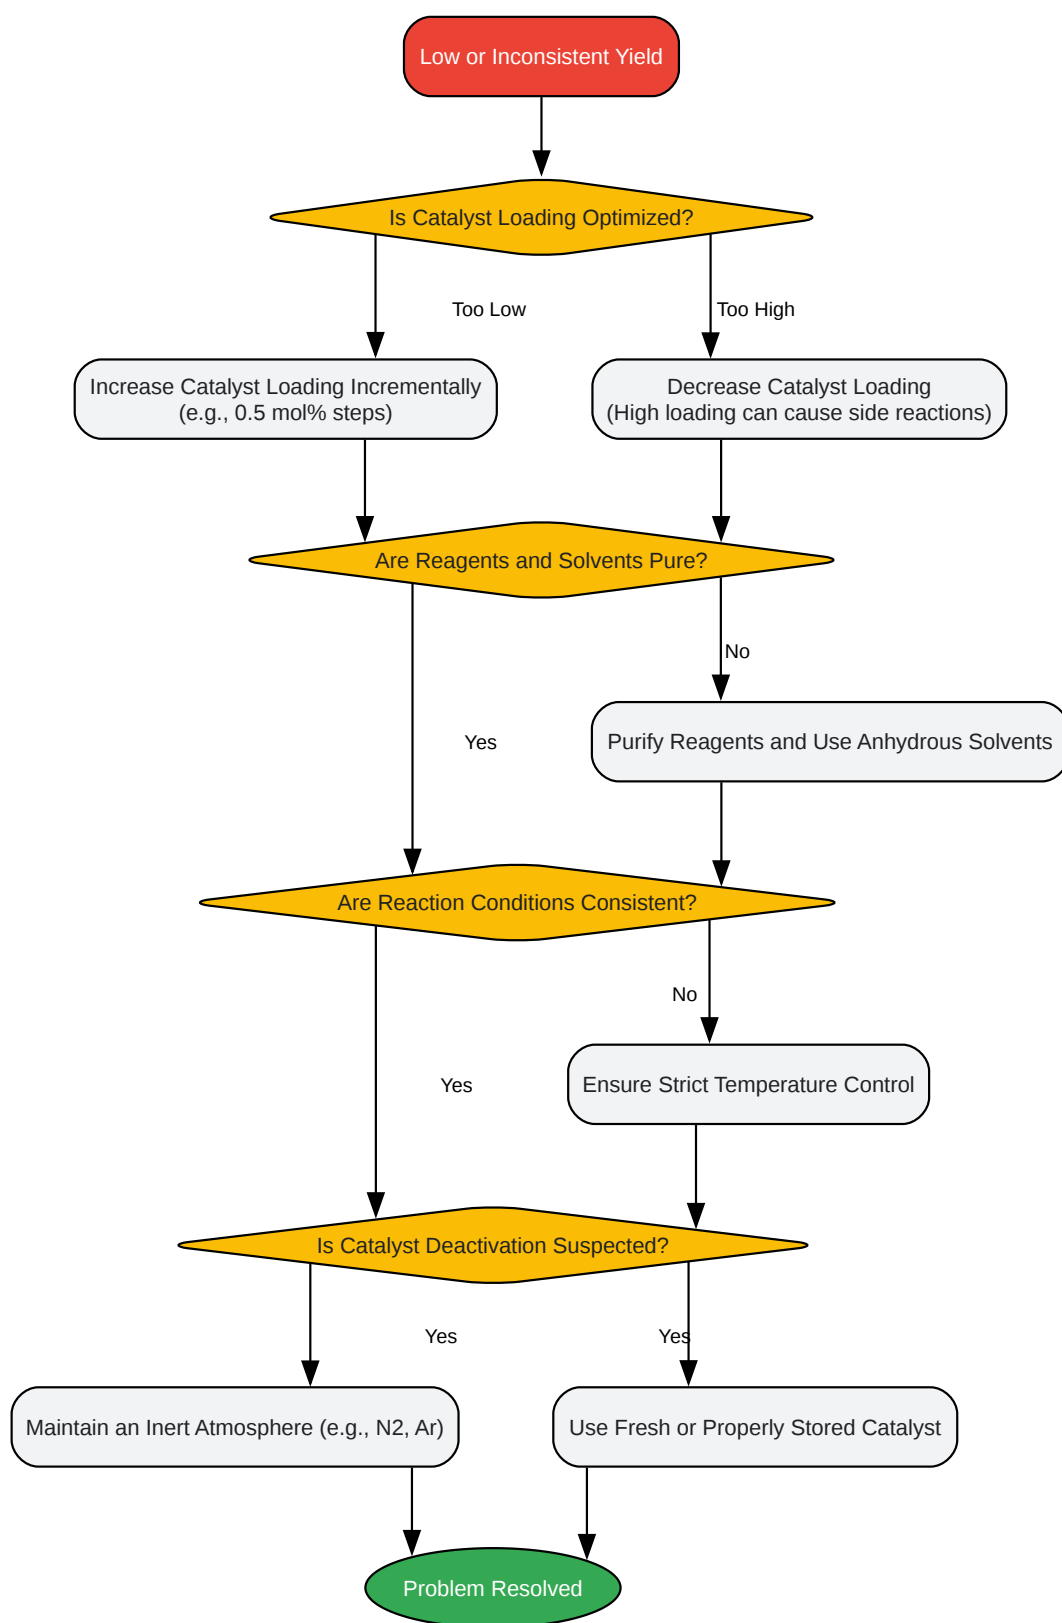 Low or Inconsistent Yield
Is Catalyst Loading Optimized?
Too Low
Too High
Increase Catalyst Loading Incrementally
(e.g., 0.5 mol% steps)
Decrease Catalyst Loading
(High loading can cause side reactions)
Are Reagents and Solvents Pure?
No
Yes
Purify Reagents and Use Anhydrous Solvents
Are Reaction Conditions Consistent?
No
Yes
Ensure Strict Temperature Control
Is Catalyst Deactivation Suspected?
Yes
Yes
Maintain an Inert Atmosphere (e.g., N2, Ar)
Use Fresh or Properly Stored Catalyst
Problem Resolved